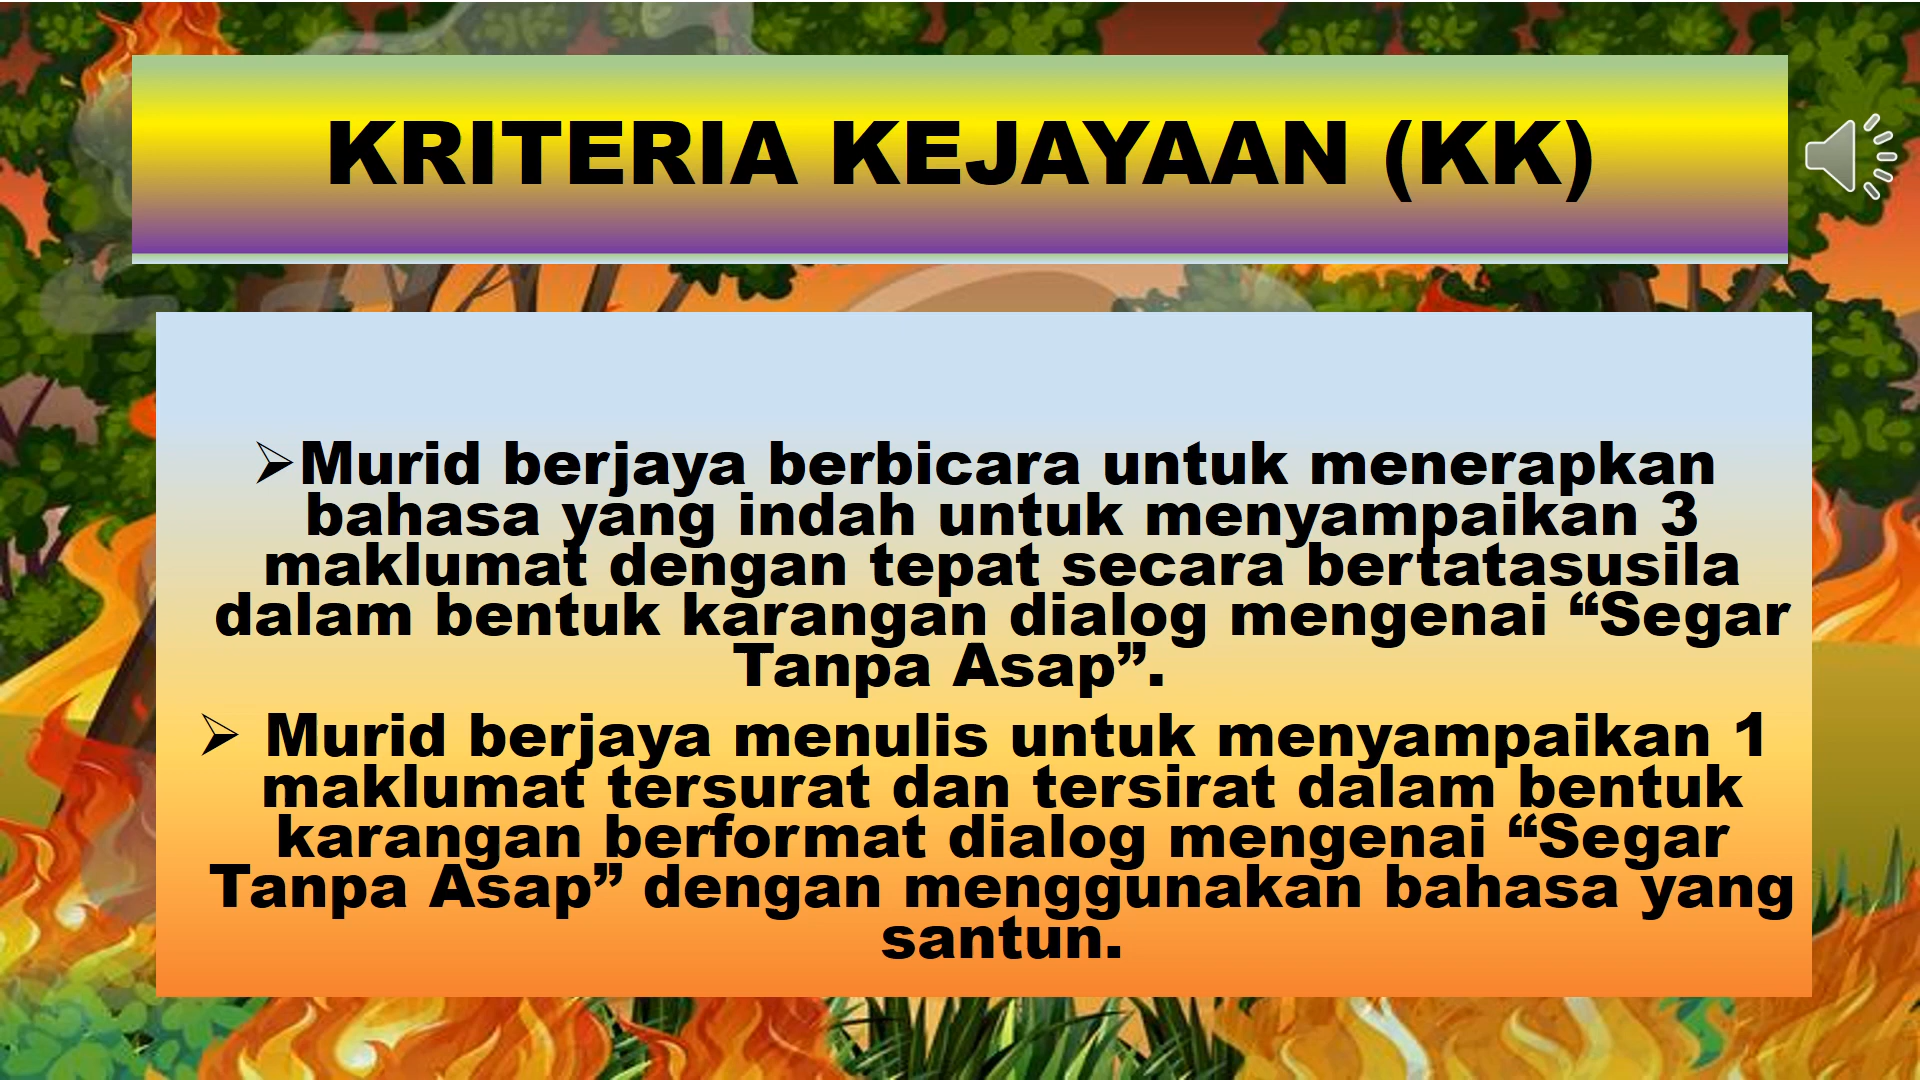 KRITERIA KEJAYAAN (KK)
➢Murid berjaya berbicara untuk menerapkan
bahasa yang indah untuk menyampaikan 3
maklumat dengan tepat secara bertatasusila
dalam bentuk karangan dialog mengenai “Segar
Tanpa Asap”.
➢ Murid berjaya menulis untuk menyampaikan 1
maklumat tersurat dan tersirat dalam bentuk
karangan berformat dialog mengenai “Segar
Tanpa Asap” dengan menggunakan bahasa yang
santun.